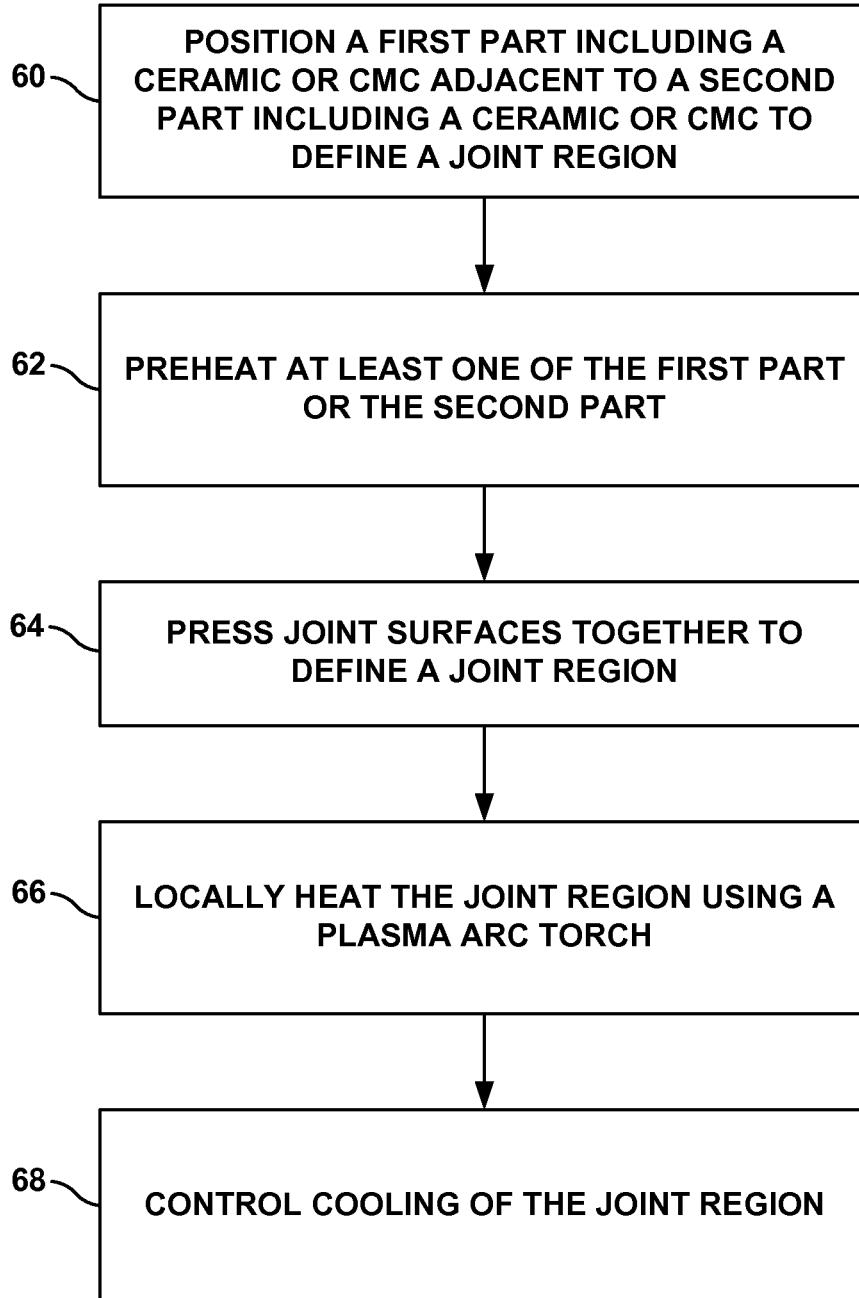 60
POSITION A FIRST PART INCLUDING A
CERAMIC OR CMC ADJACENT TO A SECOND
PART INCLUDING A CERAMIC OR CMC TO
DEFINE A JOINT REGION
62
PREHEAT AT LEAST ONE OF THE FIRST PART
OR THE SECOND PART
64
PRESS JOINT SURFACES TOGETHER TO
DEFINE A JOINT REGION
66
LOCALLY HEAT THE JOINT REGION USING A
PLASMA ARC TORCH
68
CONTROL COOLING OF THE JOINT REGION